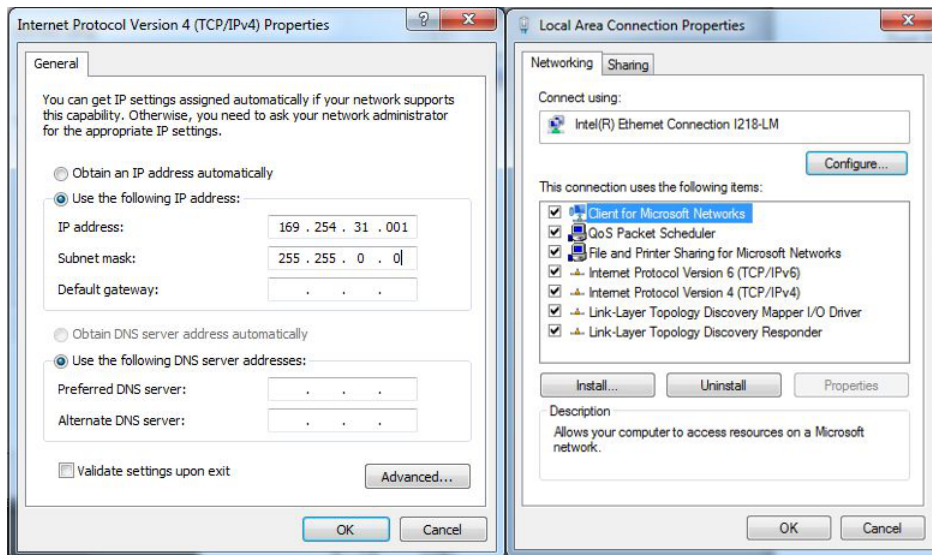 Internet Protocol Version 4 (TCP/IPv4) Properties
General
You can get IP settings assigned automatically if your network supports
this capability. Otherwise, you need to ask your network administrator
for the appropriate IP settings.
Obtain an IP address automatically
Use the following IP address:
IP address: 169 . 254 . 31 . 001
Subnet mask: 255 . 255 . 0 . 0
Default gateway: . . .
Obtain DNS server address automatically
Use the following DNS server addresses:
Preferred DNS server: . . .
Alternate DNS server: . . .
Validate settings upon exit
Advanced...
OK Cancel
Local Area Connection Properties
Networking Sharing
Connect using:
Intel(R) Ethernet Connection I218-LM
Configure...
This connection uses the following items:
Client for Microsoft Networks
QoS Packet Scheduler
File and Printer Sharing for Microsoft Networks
Internet Protocol Version 6 (TCP/IPv6)
Internet Protocol Version 4 (TCP/IPv4)
Link-Layer Topology Discovery Mapper I/O Driver
Link-Layer Topology Discovery Responder
Install... Uninstall Properties
Description
Allows your computer to access resources on a Microsoft
network.
OK Cancel